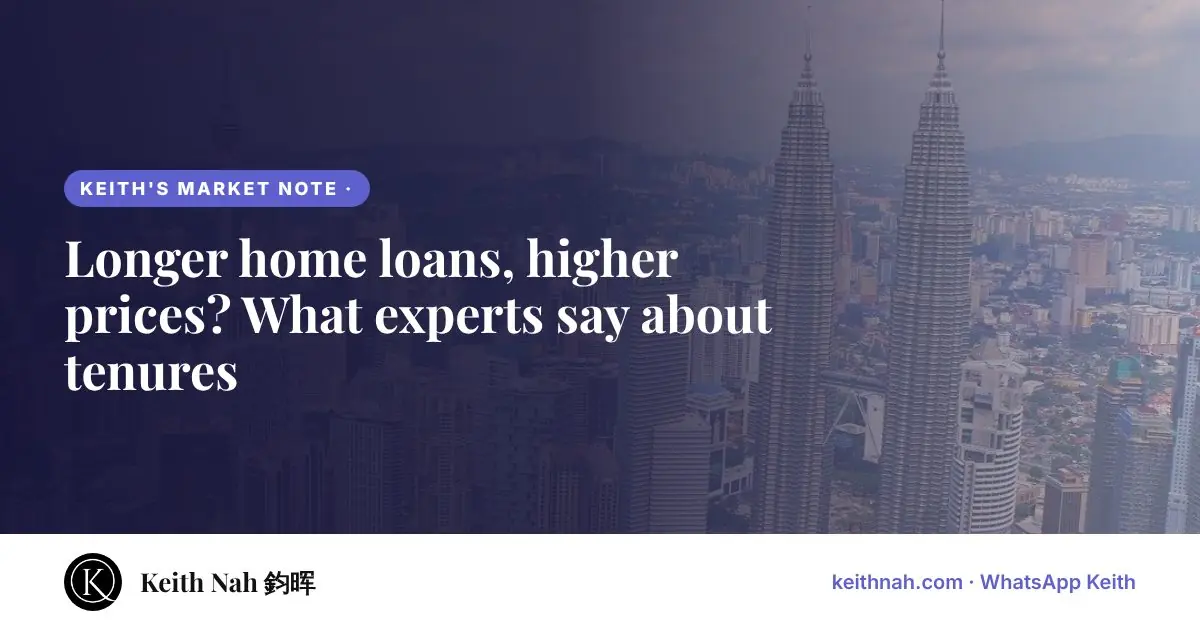 KEITH'S MARKET NOTE ·
Longer home loans, higher
prices? What experts say about
tenures
K
Keith Nah 鈞晖
keithnah.com · WhatsApp Keith